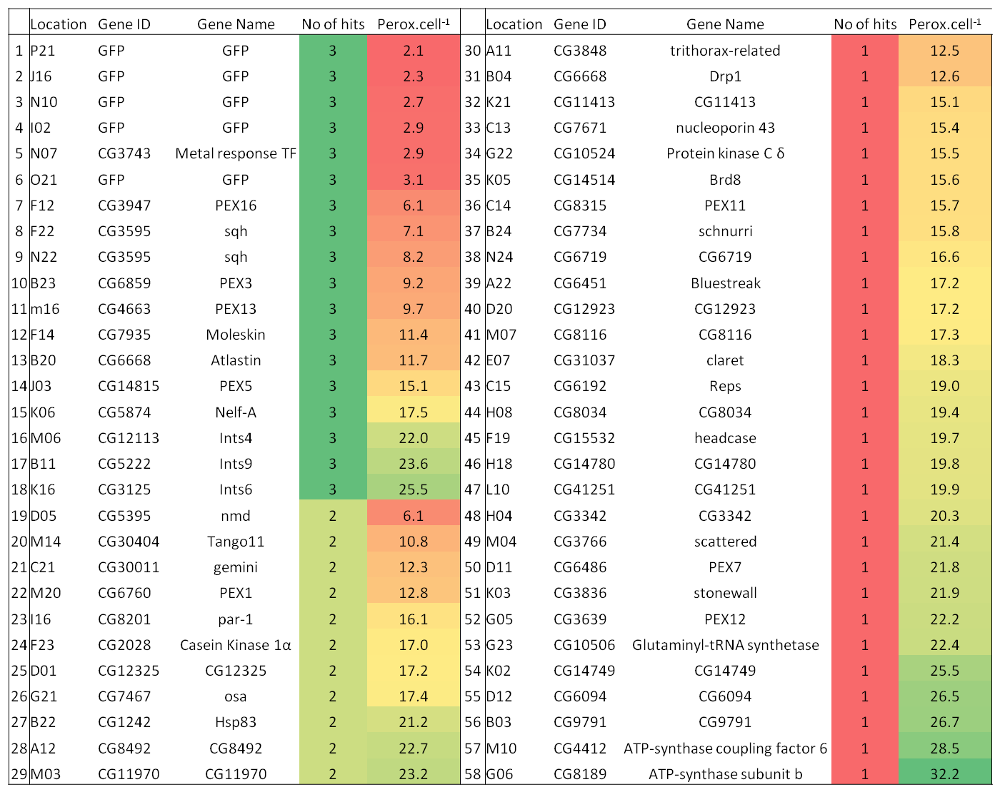 Location Gene ID Gene Name No of hits Perox.cell-1 Location Gene ID Gene Name No of hits Perox.cell-1
1 P21 GFP GFP 3 2.1 30 A11 CG3848 trithorax-related 1 12.5
2 J16 GFP GFP 3 2.3 31 B04 CG6668 Drp1 1 12.6
3 N10 GFP GFP 3 2.7 32 K21 CG11413 CG11413 1 15.1
4 I02 GFP GFP 3 2.9 33 C13 CG7671 nucleoporin 43 1 15.4
5 N07 CG3743 Metal response TF 3 2.9 34 G22 CG10524 Protein kinase C δ 1 15.5
6 O21 GFP GFP 3 3.1 35 K05 CG14514 Brd8 1 15.6
7 F12 CG3947 PEX16 3 6.1 36 C14 CG8315 PEX11 1 15.7
8 F22 CG3595 sqh 3 7.1 37 B24 CG7734 schnurri 1 15.8
9 N22 CG3595 sqh 3 8.2 38 N24 CG6719 CG6719 1 16.6
10 B23 CG6859 PEX3 3 9.2 39 A22 CG6451 Bluestreak 1 17.2
11 m16 CG4663 PEX13 3 9.7 40 D20 CG12923 CG12923 1 17.2
12 F14 CG7935 Moleskin 3 11.4 41 M07 CG8116 CG8116 1 17.3
13 B20 CG6668 Atlastin 3 11.7 42 E07 CG31037 claret 1 18.3
14 J03 CG14815 PEX5 3 15.1 43 C15 CG6192 Reps 1 19.0
15 K06 CG5874 Nelf-A 3 17.5 44 H08 CG8034 CG8034 1 19.4
16 M06 CG12113 Ints4 3 22.0 45 F19 CG15532 headcase 1 19.7
17 B11 CG5222 Ints9 3 23.6 46 H18 CG14780 CG14780 1 19.8
18 K16 CG3125 Ints6 3 25.5 47 L10 CG41251 CG41251 1 19.9
19 D05 CG5395 nmd 2 6.1 48 H04 CG3342 CG3342 1 20.3
20 M14 CG30404 Tango11 2 10.8 49 M04 CG3766 scattered 1 21.4
21 C21 CG30011 gemini 2 12.3 50 D11 CG6486 PEX7 1 21.8
22 M20 CG6760 PEX1 2 12.8 51 K03 CG3836 stonewall 1 21.9
23 I16 CG8201 par-1 2 16.1 52 G05 CG3639 PEX12 1 22.2
24 F23 CG2028 Casein Kinase 1α 2 17.0 53 G23 CG10506 Glutaminyl-tRNA synthetase 1 22.4
25 D01 CG12325 CG12325 2 17.2 54 K02 CG14749 CG14749 1 25.5
26 G21 CG7467 osa 2 17.4 55 D12 CG6094 CG6094 1 26.5
27 B22 CG1242 Hsp83 2 21.2 56 B03 CG9791 CG9791 1 26.7
28 A12 CG8492 CG8492 2 22.7 57 M10 CG4412 ATP-synthase coupling factor 6 1 28.5
29 M03 CG11970 CG11970 2 23.2 58 G06 CG8189 ATP-synthase subunit b 1 32.2